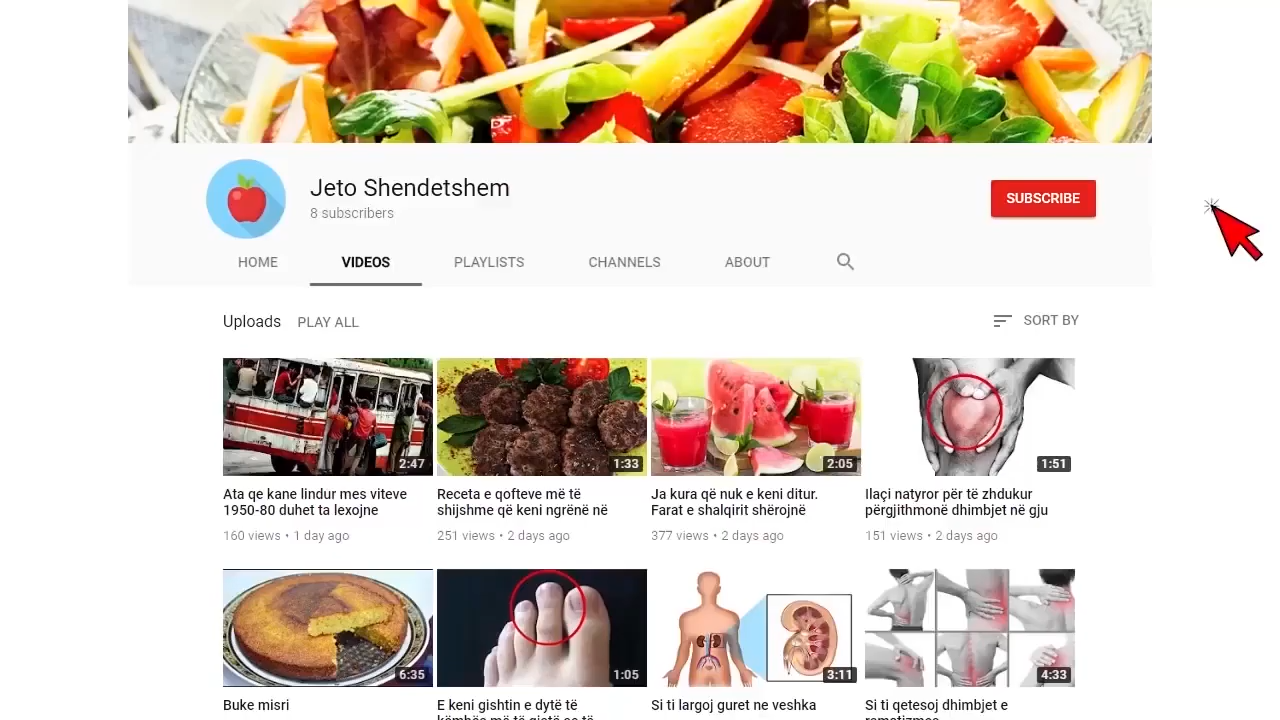 Jeto Shendetshem
8 subscribers
SUBSCRIBE
HOME VIDEOS PLAYLISTS CHANNELS ABOUT
Uploads PLAY ALL SORT BY
2:47 1:33 2:05 1:51
Ata qe kane lindur mes viteve
1950-80 duhet ta lexojne
160 views • 1 day ago
Receta e qofteve më të
shijshme që keni ngrënë në
251 views • 2 days ago
Ja kura që nuk e keni ditur.
Farat e shalqirit shërojnë
377 views • 2 days ago
Ilaçi natyror për të zhdukur
përgjithmonë dhimbjet në gju
151 views • 2 days ago
6:35 1:05 3:11 4:33
Buke misri
E keni gishtin e dytë të
Si ti largoj guret ne veshka
Si ti qetesoj dhimbjet e